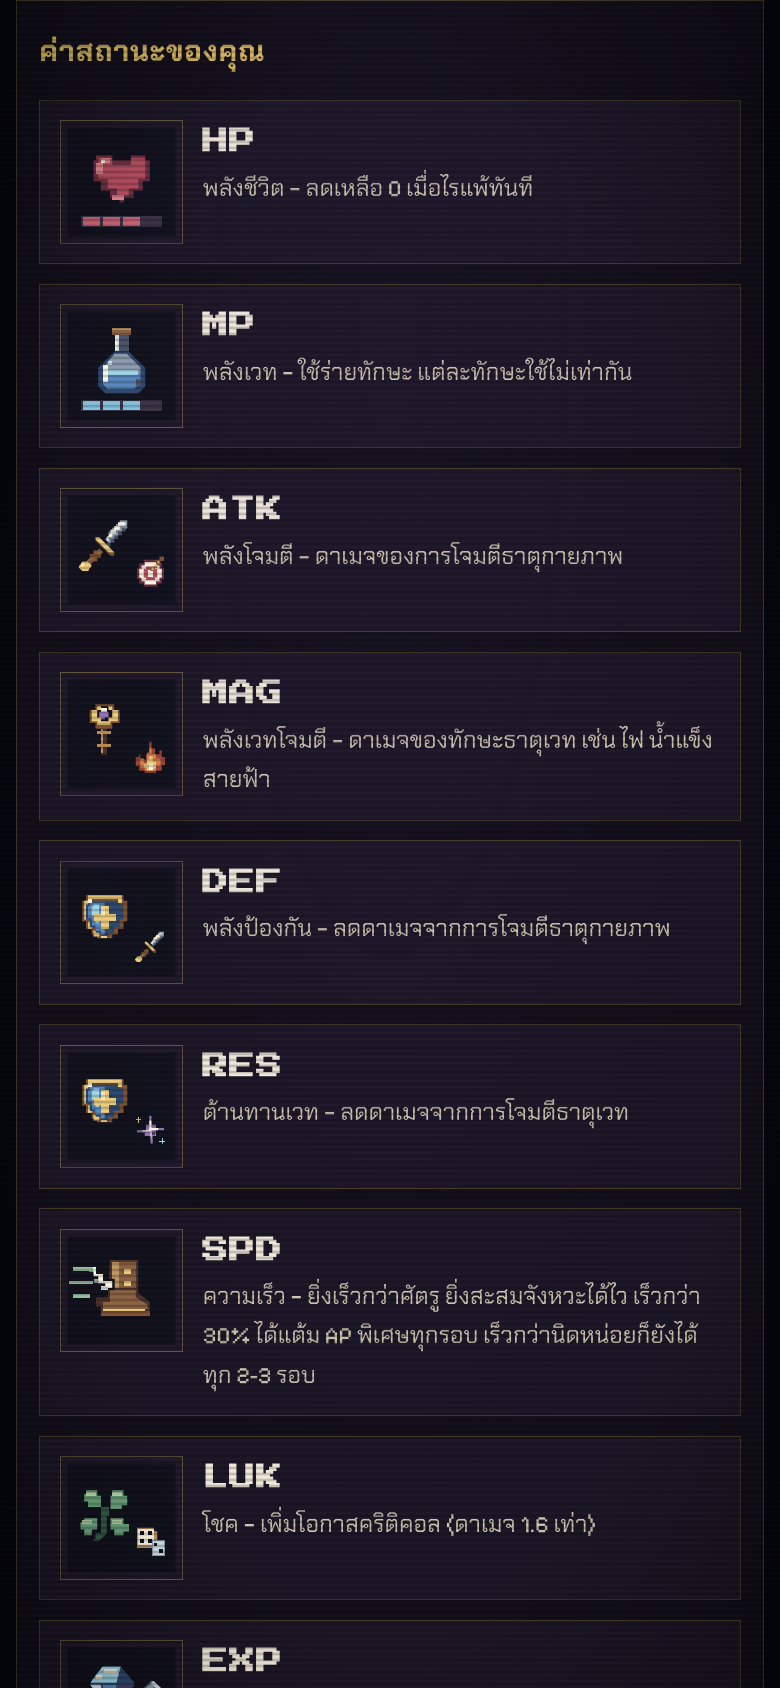 ค่าสถานะของคุณ
HP
พลังชีวิต - ลดเหลือ 0 เมื่อไรแพ้ทันที
MP
พลังเวท - ใช้ร่ายทักษะ แต่ละทักษะใช้ไม่เท่ากัน
ATK
พลังโจมตี - ดาเมจของการโจมตีธาตุกายภาพ
MAG
พลังเวทโจมตี - ดาเมจของทักษะธาตุเวท เช่น ไฟ น้ำแข็ง
สายฟ้า
DEF
พลังป้องกัน - ลดดาเมจจากการโจมตีธาตุกายภาพ
RES
ต้านทานเวท - ลดดาเมจจากการโจมตีธาตุเวท
SPD
ความเร็ว - ยิ่งเร็วกว่าศัตรู ยิ่งสะสมจังหวะได้ไว เร็วกว่า
30% ได้แต้ม AP พิเศษทุกรอบ เร็วกว่านิดหน่อยก็ยังได้
ทุก 2-3 รอบ
LUK
โชค - เพิ่มโอกาสคริติคอล (ดาเมจ 1.6 เท่า)
EXP